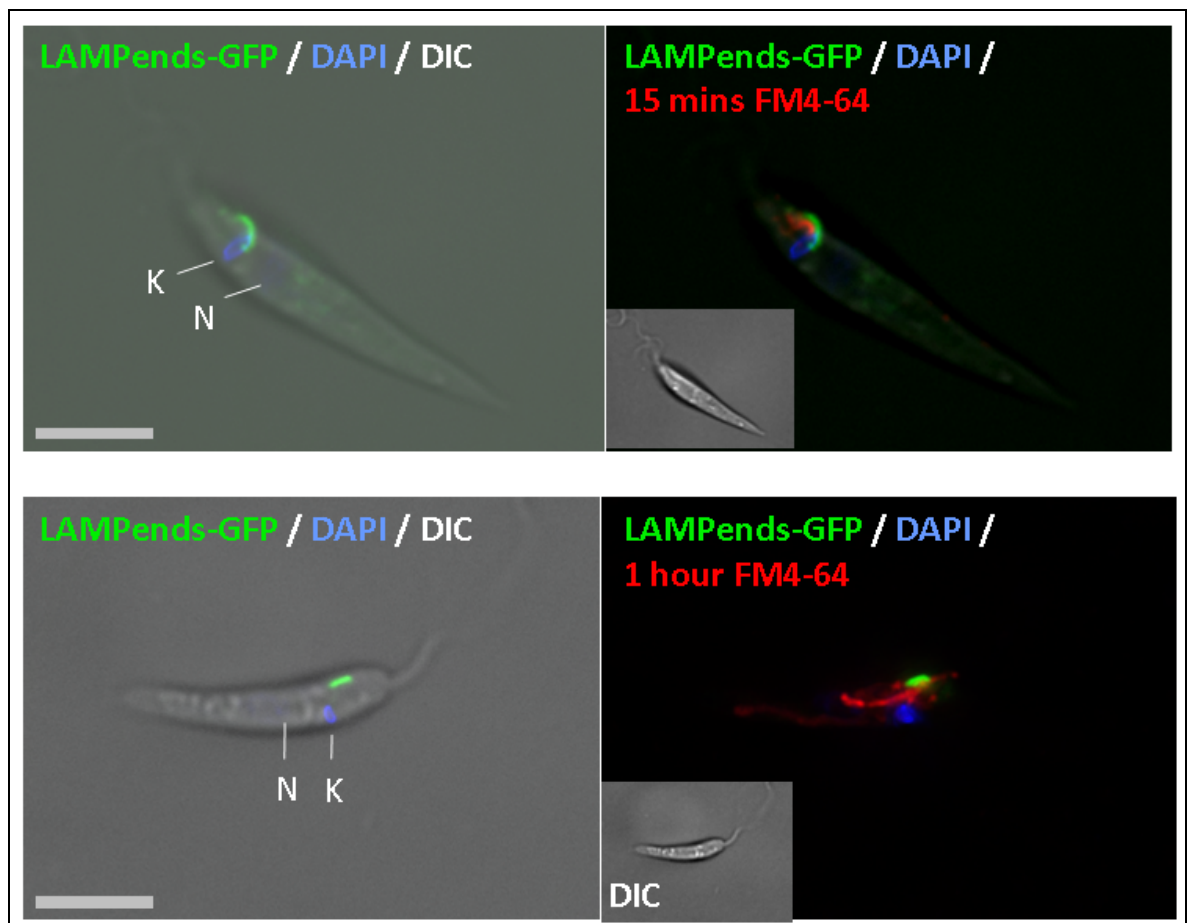 LAMPends-GFP / DAPI / DIC
K
N
LAMPends-GFP / DAPI /
15 mins FM4-64
LAMPends-GFP / DAPI / DIC
N K
LAMPends-GFP / DAPI /
1 hour FM4-64
DIC